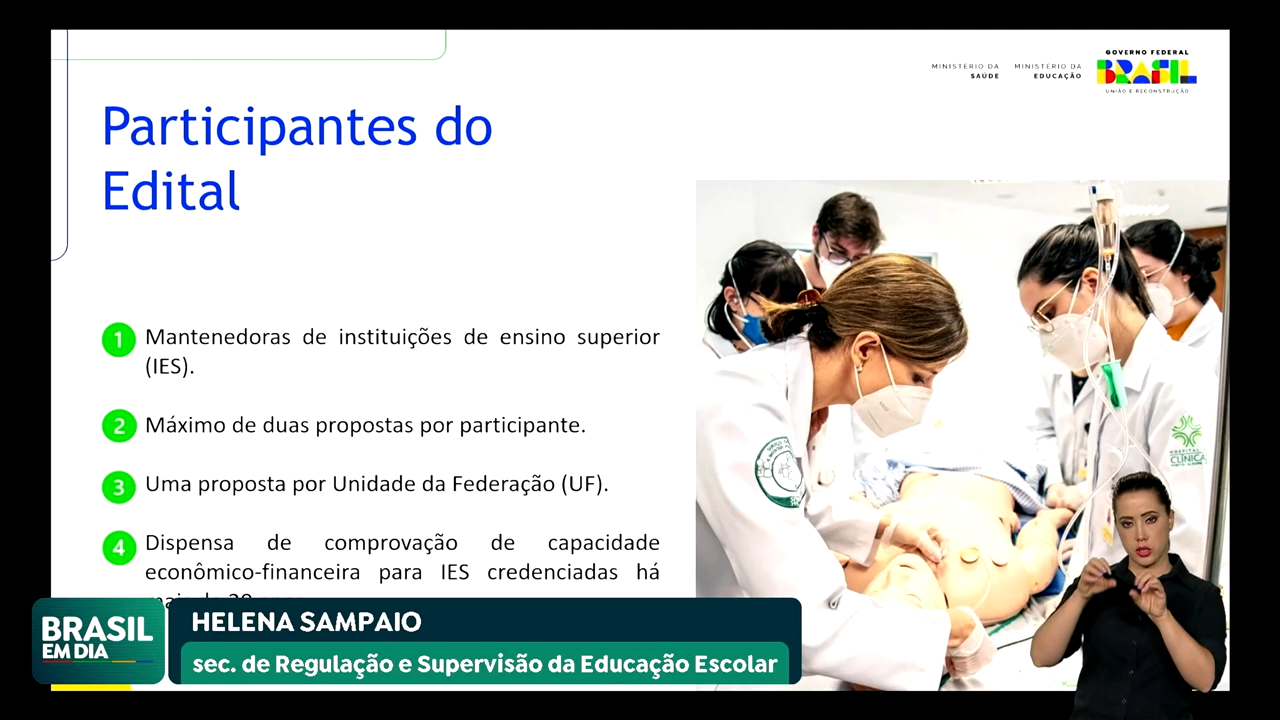 GOVERNO FEDERAL
MINISTÉRIO DA
SAÚDE
MINISTÉRIO DA
EDUCAÇÃO
BRASIL
UNIÃO E RECONSTRUÇÃO
Participantes do
Edital
1 Mantenedoras de instituições de ensino superior
(IES).
2 Máximo de duas propostas por participante.
3 Uma proposta por Unidade da Federação (UF).
4 Dispensa de comprovação de capacidade
econômico-financeira para IES credenciadas há
HOSPITAL
CLÍNICA
BRASIL
EM DIA
HELENA SAMPAIO
sec. de Regulação e Supervisão da Educação Escolar